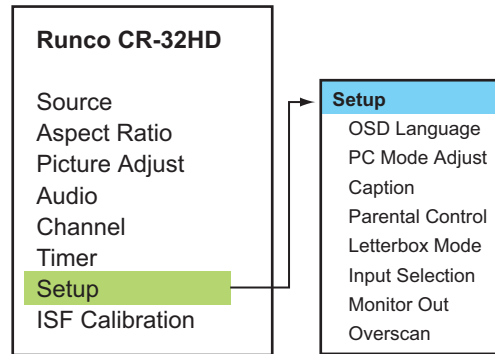 Runco CR-32HD
Source
Aspect Ratio
Picture Adjust
Audio
Channel
Timer
Setup
ISF Calibration
Setup
OSD Language
PC Mode Adjust
Caption
Parental Control
Letterbox Mode
Input Selection
Monitor Out
Overscan